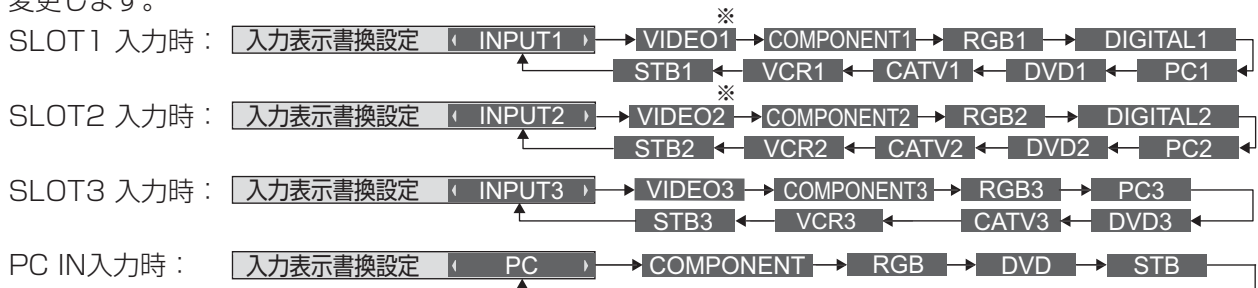 変更します。
※
SLOT1 入力時： 入力表示書換設定 INPUT1 VIDEO1 COMPONENT1 RGB1 DIGITAL1
STB1 VCR1 CATV1 DVD1 PC1
※
SLOT2 入力時： 入力表示書換設定 INPUT2 VIDEO2 COMPONENT2 RGB2 DIGITAL2
STB2 VCR2 CATV2 DVD2 PC2
SLOT3 入力時： 入力表示書換設定 INPUT3 VIDEO3 COMPONENT3 RGB3 PC3
STB3 VCR3 CATV3 DVD3
PC IN入力時： 入力表示書換設定 PC COMPONENT RGB DVD STB